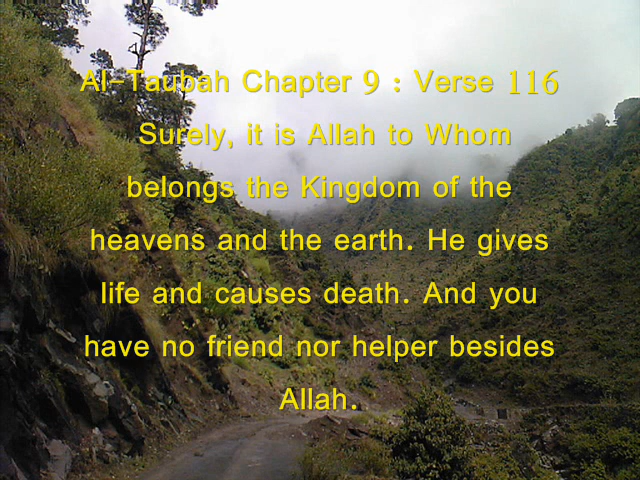 Al-Taubah Chapter 9 : Verse 116
Surely, it is Allah to Whom
belongs the Kingdom of the
heavens and the earth. He gives
life and causes death. And you
have no friend nor helper besides
Allah.